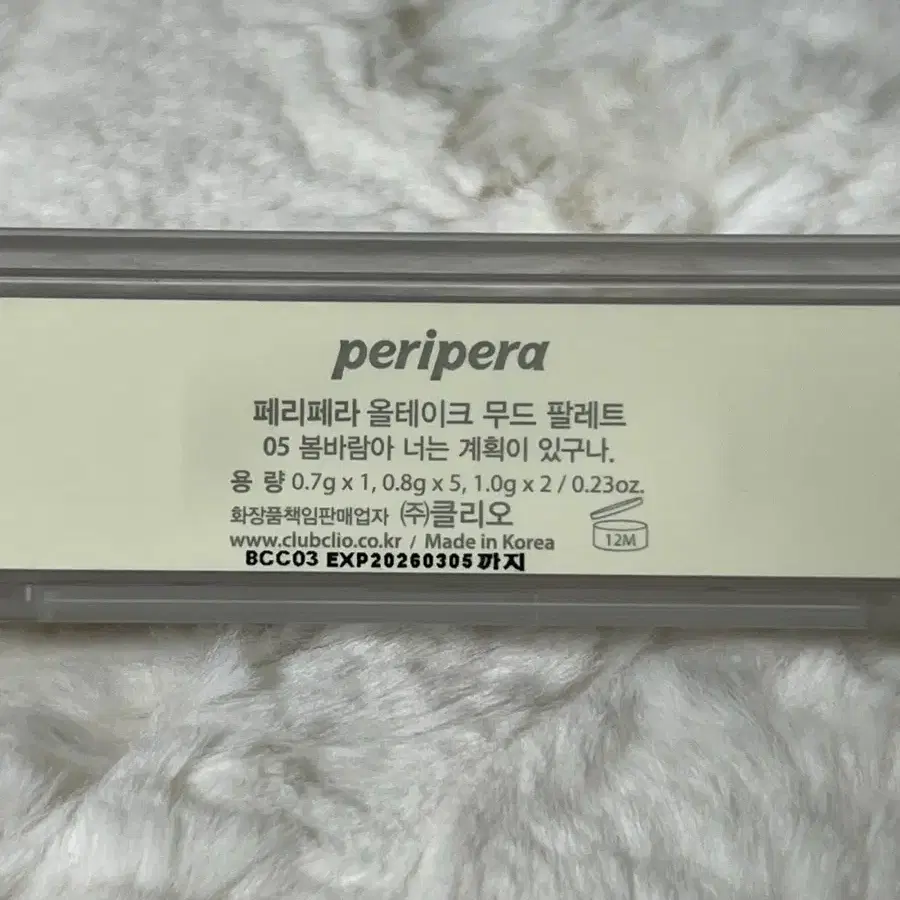 peripera
페리페라 올테이크 무드 팔레트
05 봄바람아 너는 계획이 있구나.
용 량 0.7g x 1, 0.8g x 5, 1.0g x 2 / 0.23oz.
화장품책임판매업자 ㈜클리오
www.clubclio.co.kr / Made in Korea
12M
BCC03 EXP20260305까지